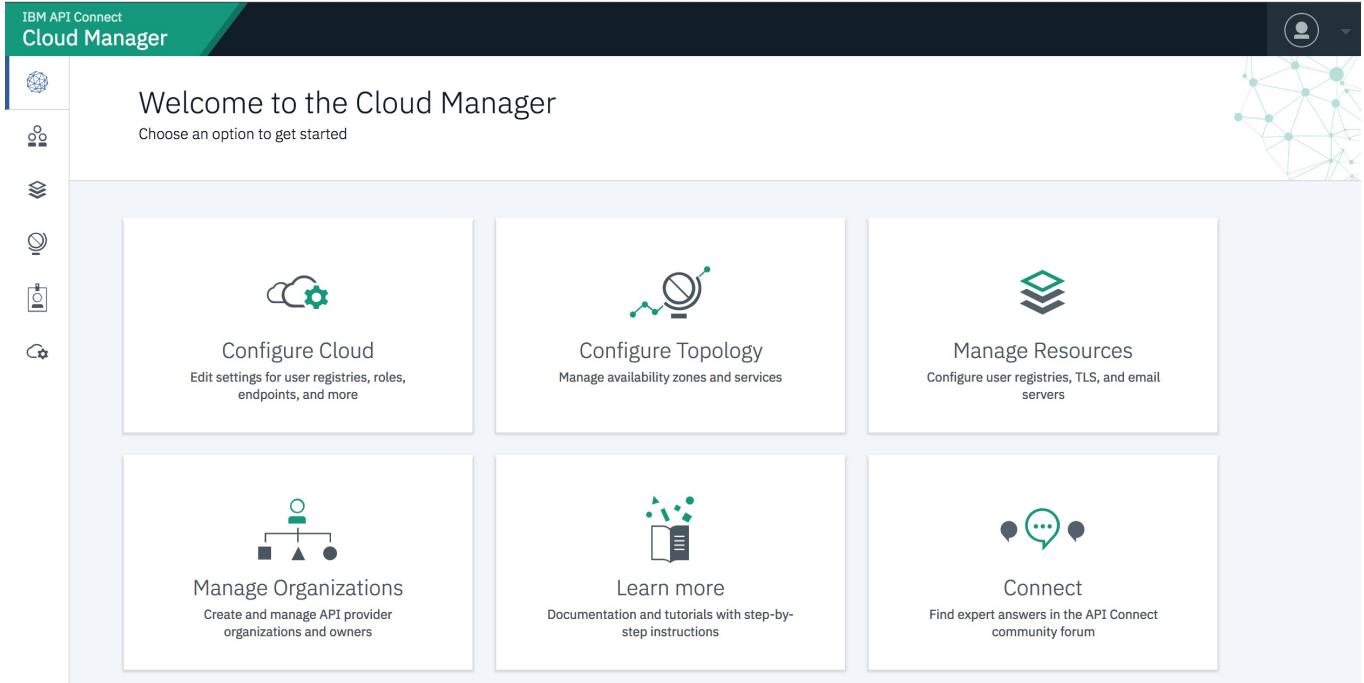 IBM API Connect
Cloud Manager
Welcome to the Cloud Manager
Choose an option to get started
Configure Cloud
Edit settings for user registries, roles,
endpoints, and more
Configure Topology
Manage availability zones and services
Manage Resources
Configure user registries, TLS, and email
servers
Manage Organizations
Create and manage API provider
organizations and owners
Learn more
Documentation and tutorials with step-by-
step instructions
Connect
Find expert answers in the API Connect
community forum